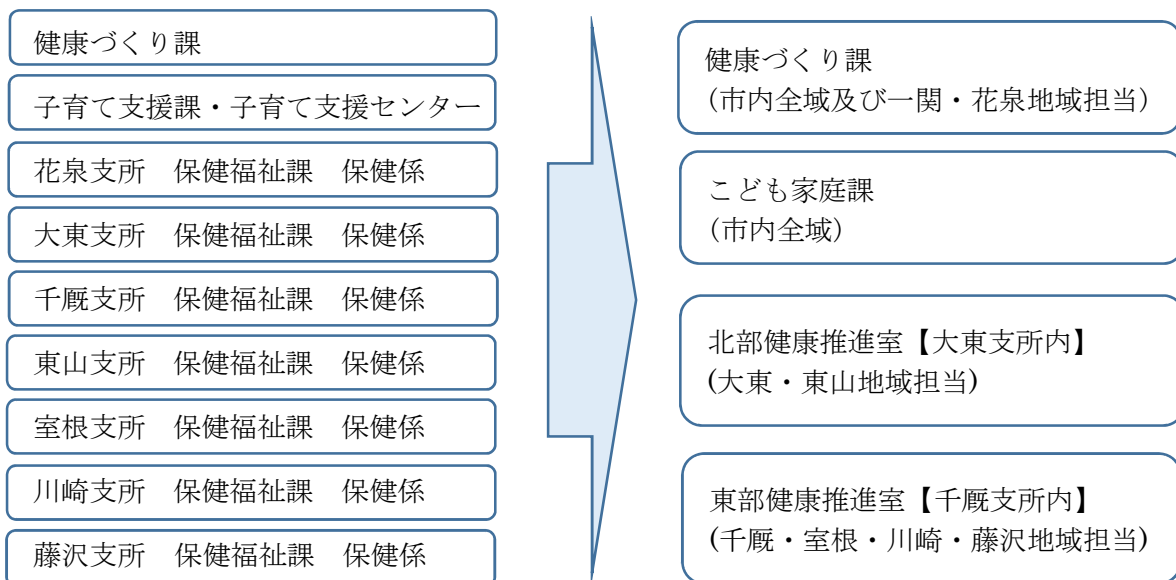 健康づくり課
子育て支援課・子育て支援センター
花泉支所　保健福祉課　保健係
大東支所　保健福祉課　保健係
千厩支所　保健福祉課　保健係
東山支所　保健福祉課　保健係
室根支所　保健福祉課　保健係
川崎支所　保健福祉課　保健係
藤沢支所　保健福祉課　保健係
健康づくり課
(市内全域及び一関・花泉地域担当)
こども家庭課
(市内全域)
北部健康推進室【大東支所内】
(大東・東山地域担当)
東部健康推進室【千厩支所内】
(千厩・室根・川崎・藤沢地域担当)